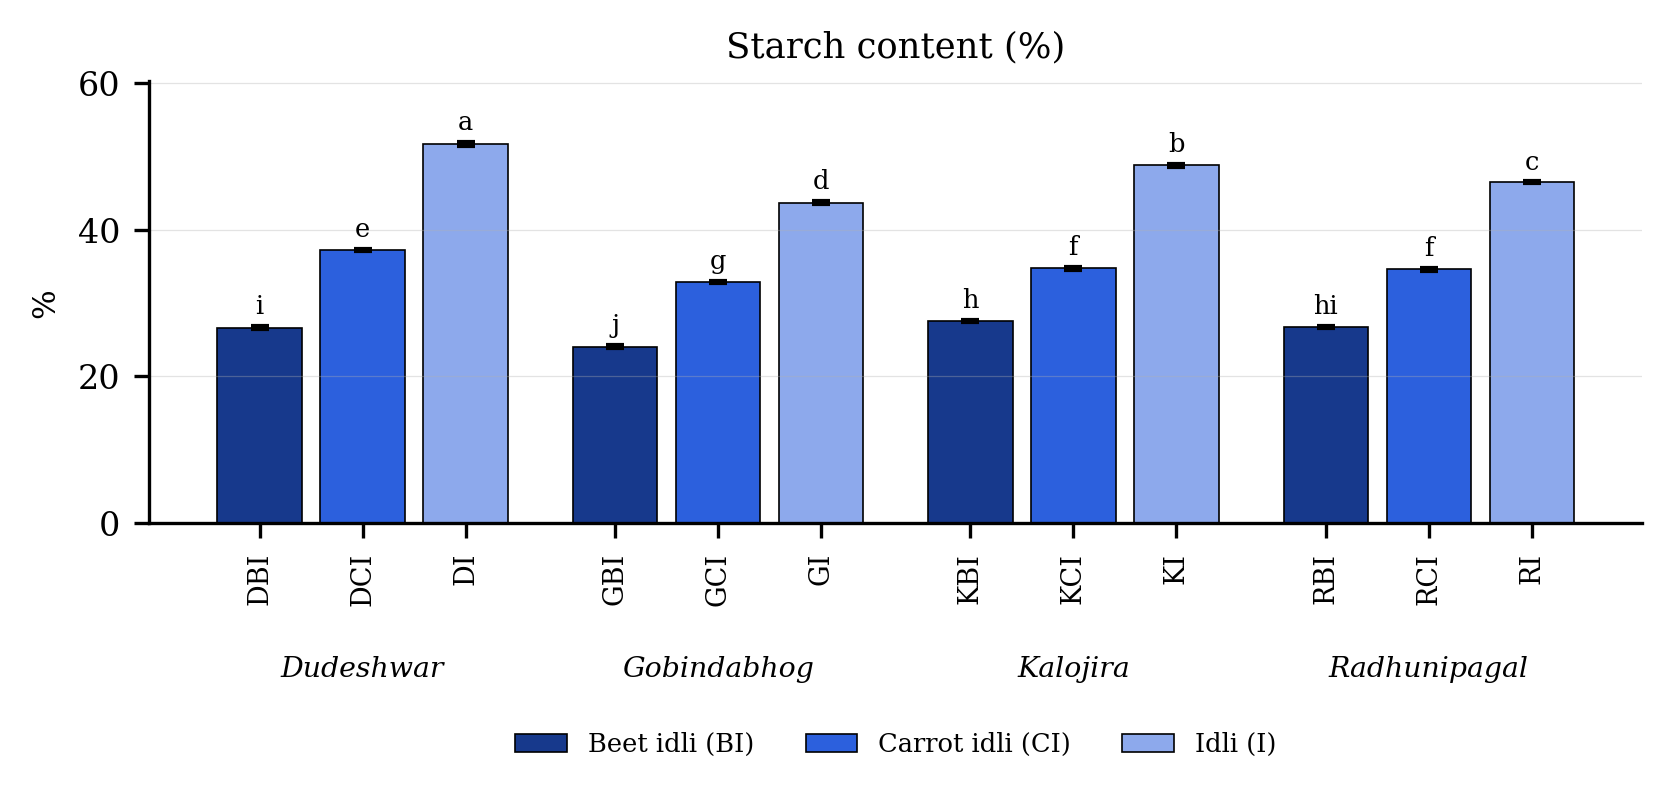 Starch content (%)
60
40
20
0
%
a
e
i
d
g
j
b
f
h
c
f
hi
DBI
DCI
DI
GBI
GCI
GI
KBI
KCI
KI
RBI
RCI
RI
Dudeshwar
Gobindabhog
Kalojira
Radhunipagal
Beet idli (BI)
Carrot idli (CI)
Idli (I)